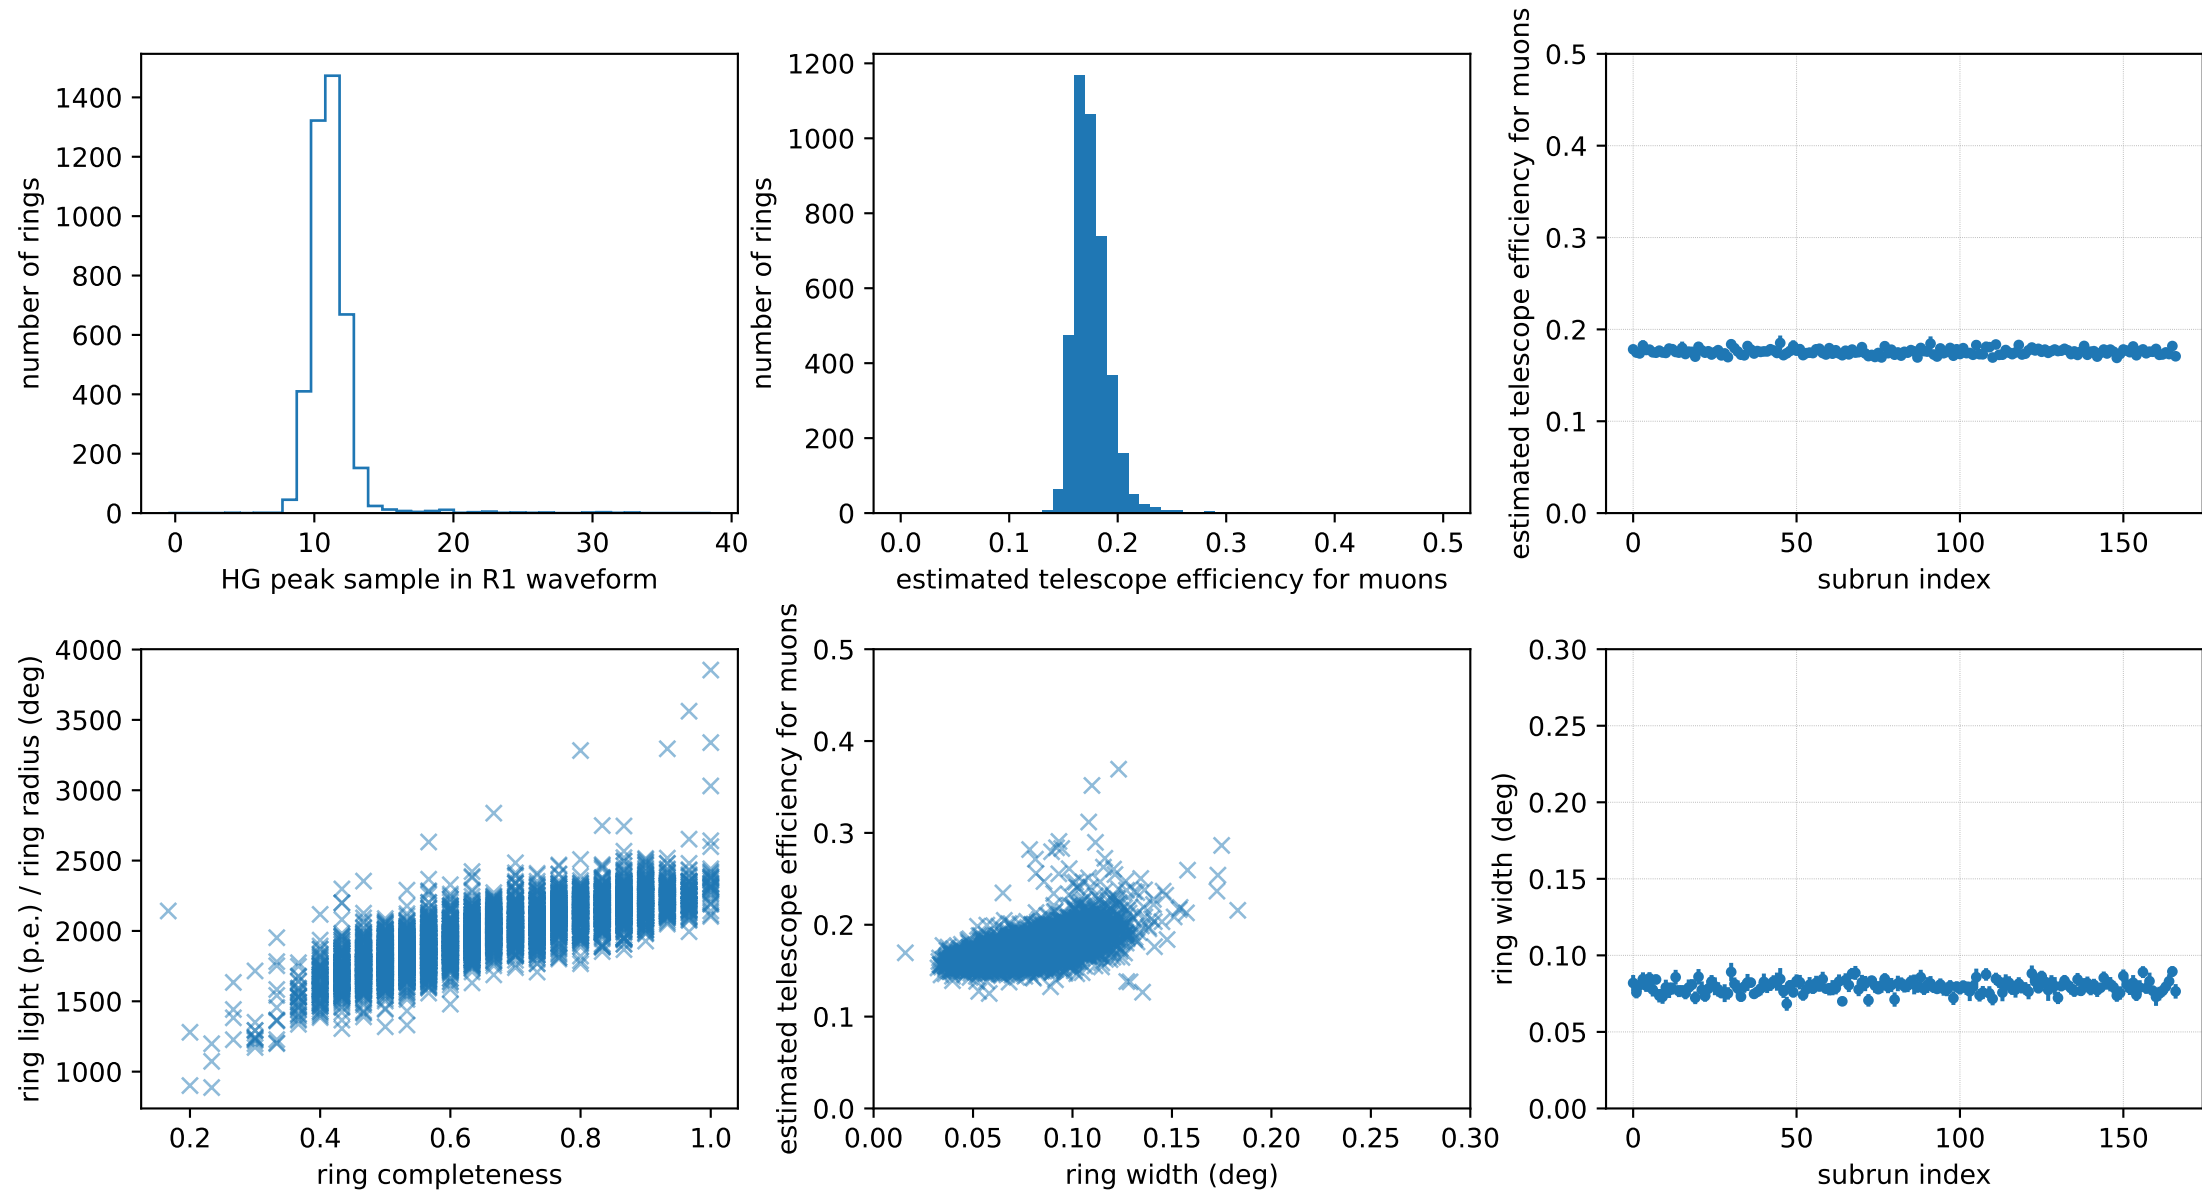 1400
1200
1000
800
600
400
200
0
number of rings
0 10 20 30 40
HG peak sample in R1 waveform
1200
1000
800
600
400
200
0
number of rings
0.0 0.1 0.2 0.3 0.4 0.5
estimated telescope efficiency for muons
0.5
0.4
0.3
0.2
0.1
0.0
estimated telescope efficiency for muons
0 50 100 150
subrun index
4000
3500
3000
2500
2000
1500
1000
ring light (p.e.) / ring radius (deg)
0.2 0.4 0.6 0.8 1.0
ring completeness
0.5
0.4
0.3
0.2
0.1
0.0
estimated telescope efficiency for muons
0.00 0.05 0.10 0.15 0.20 0.25 0.30
ring width (deg)
0.30
0.25
0.20
0.15
0.10
0.05
0.00
ring width (deg)
0 50 100 150
subrun index